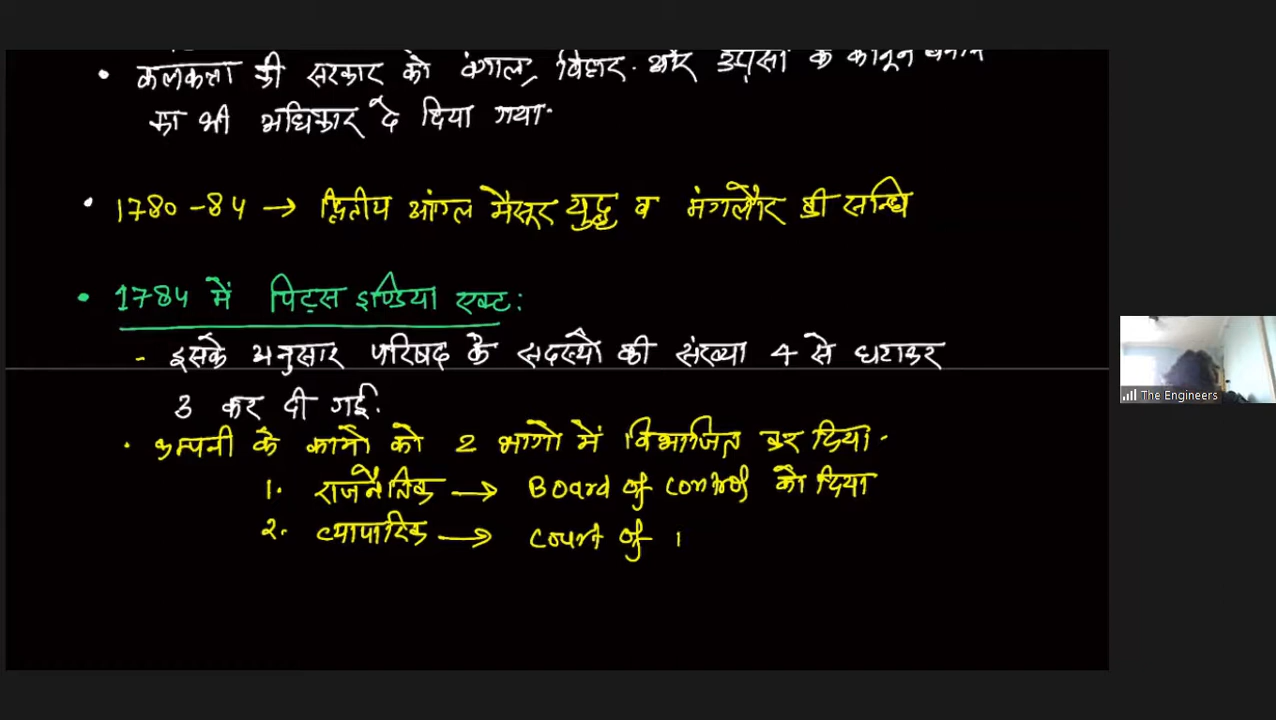 कलकत्ता की सरकार को बंगाल, बिहार और उड़ीसा के कानून बनाने
का भी अधिकार दे दिया गया.
1780-84 → द्वितीय आंग्ल मैसूर युद्ध व मंगलौर की सन्धि
1784 में पिट्स इण्डिया एक्ट:
- इसके अनुसार परिषद के सदस्यों की संख्या 4 से घटाकर
3 कर दी गई.
कम्पनी के कामों को 2 भागों में विभाजित कर दिया.
1. राजनैतिक → Board of control को दिया
2. व्यापारिक → Court of
The Engineers